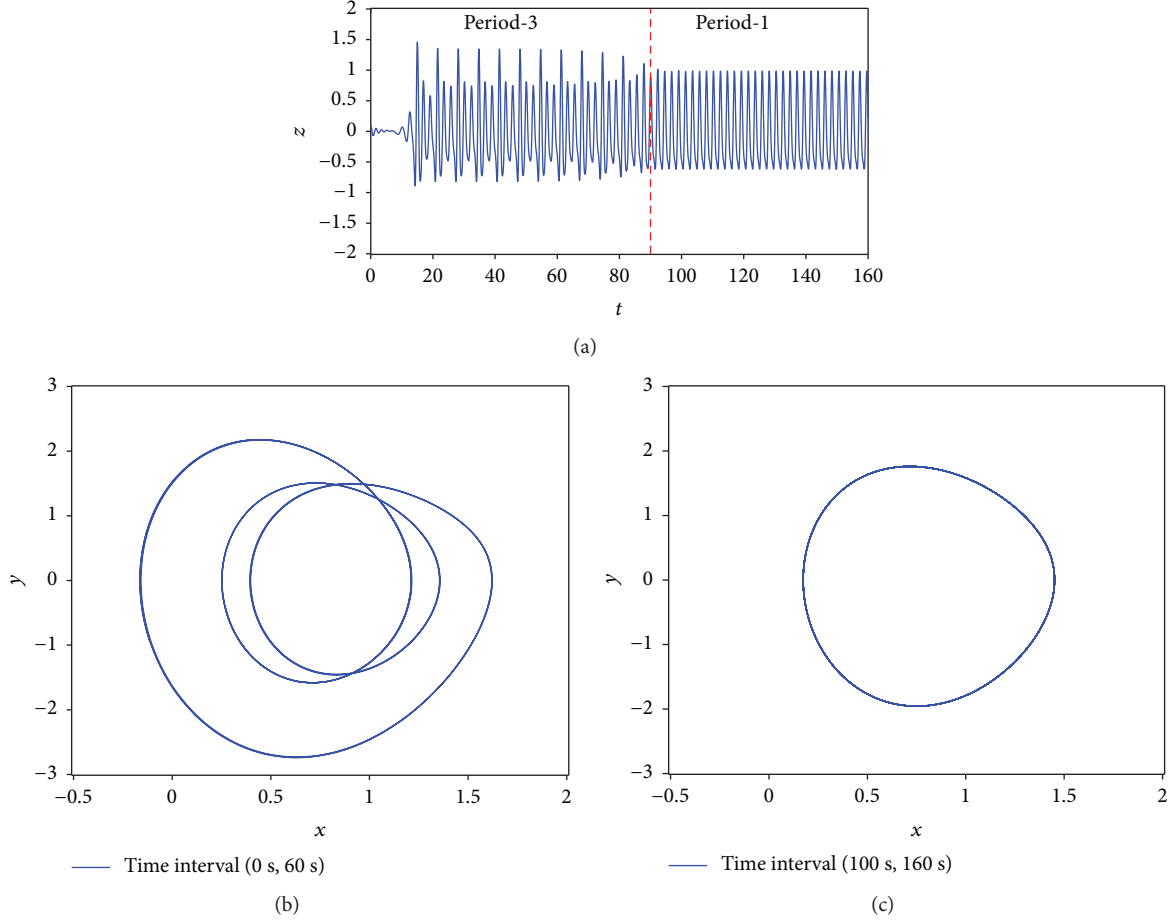 Period-3 Period-1
2
1.5
1
0.5
0
−0.5
−1
−1.5
−2
z
0 20 40 60 80 100 120 140 160
t
(a)
3
2
1
0
−1
−2
−3
y
−0.5 0 0.5 1 1.5 2
x
Time interval (0 s, 60 s)
(b)
3
2
1
0
−1
−2
−3
y
−0.5 0 0.5 1 1.5 2
x
Time interval (100 s, 160 s)
(c)